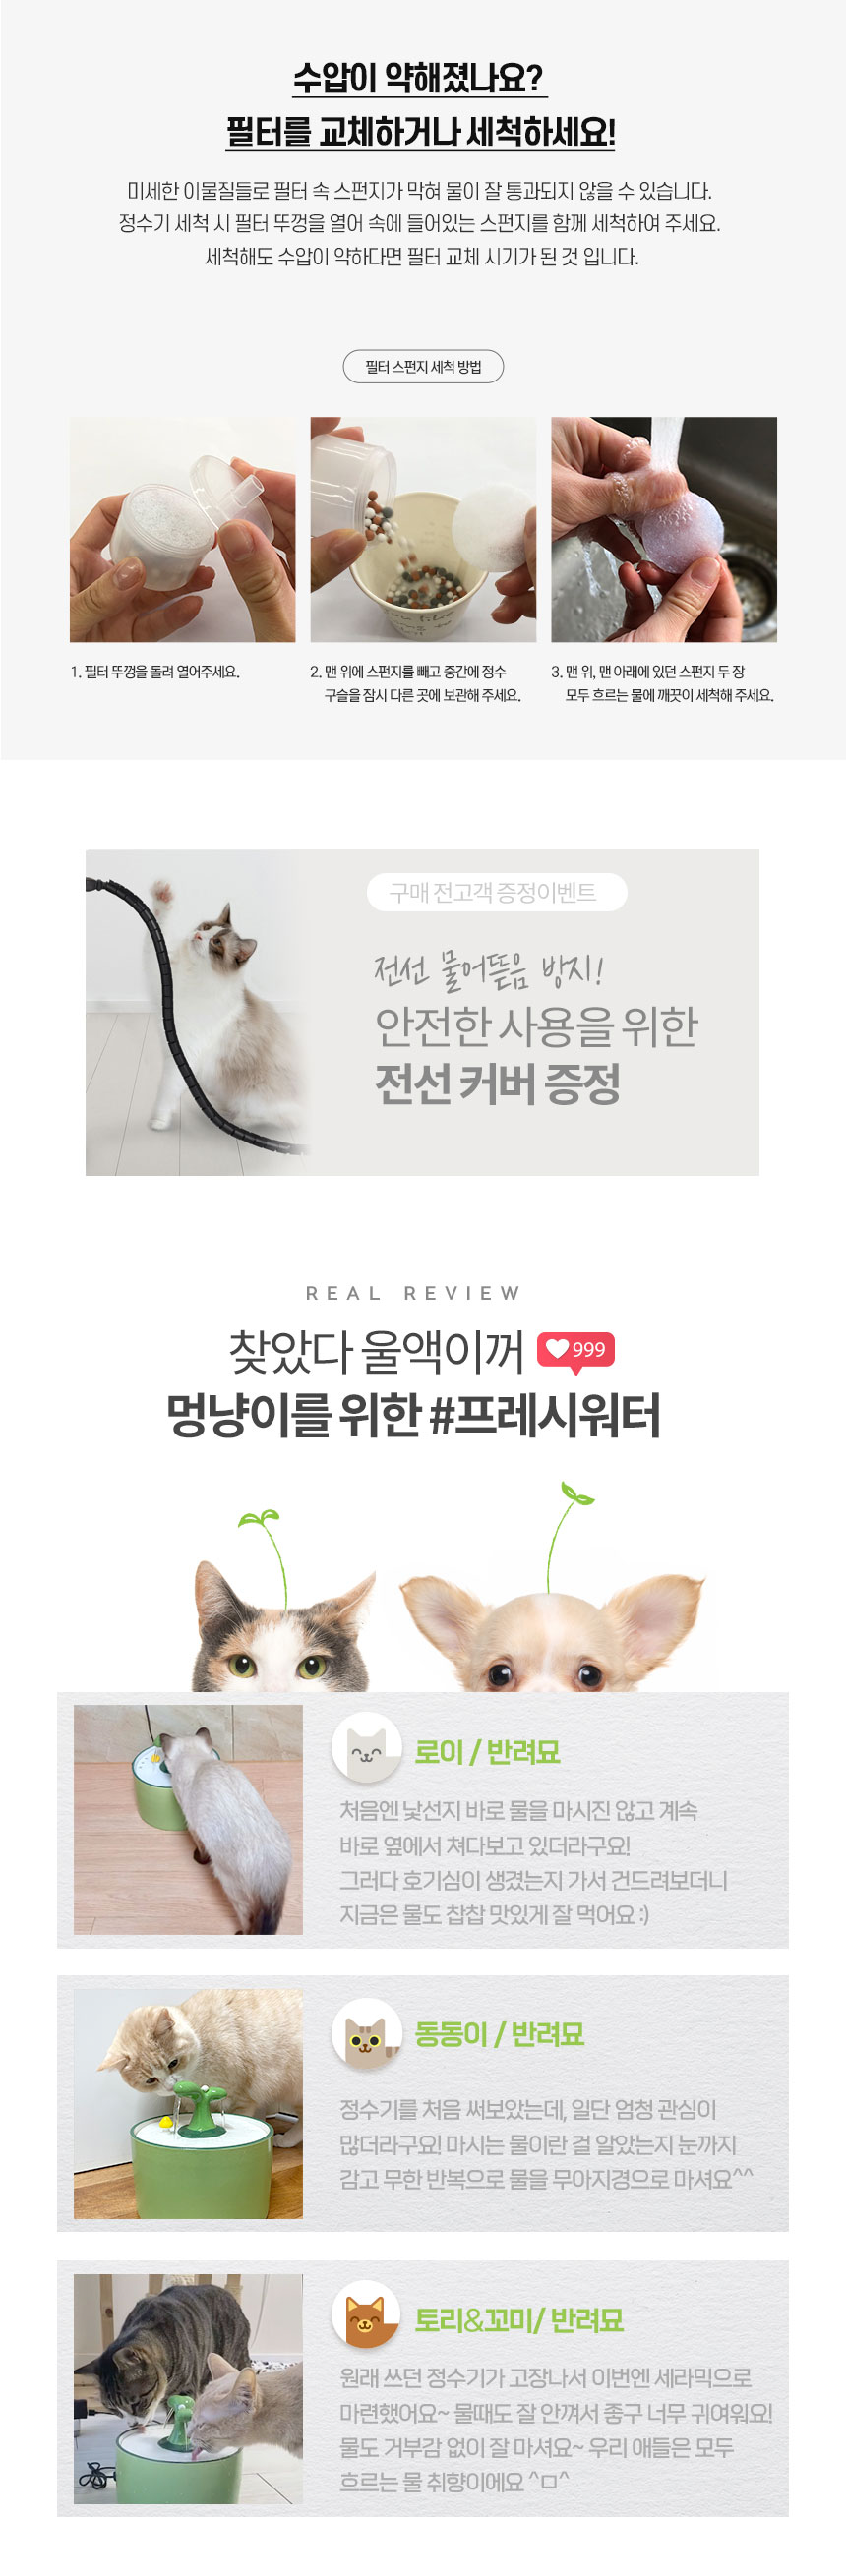 수압이 약해졌나요?
필터를 교체하거나 세척하세요!
미세한 이물질들로 필터 속 스펀지가 막혀 물이 잘 통과되지 않을 수 있습니다.
정수기 세척 시 필터 뚜껑을 열어 속에 들어있는 스펀지를 함께 세척하여 주세요.
세척해도 수압이 약하다면 필터 교체 시기가 된 것 입니다.
필터 스펀지 세척 방법
1. 필터 뚜껑을 돌려 열어주세요.
2. 맨 위에 스펀지를 빼고 중간에 정수
구슬을 잠시 다른 곳에 보관해 주세요.
3. 맨 위, 맨 아래에 있던 스펀지 두 장
모두 흐르는 물에 깨끗이 세척해 주세요.
구매 전고객 증정이벤트
전선 물어뜯음 방지!
안전한 사용을 위한
전선 커버 증정
REAL REVIEW
찾았다 울액이꺼
999
멍냥이를 위한 #프레시워터
로이 / 반려묘
처음엔 낯선지 바로 물을 마시진 않고 계속
바로 옆에서 쳐다보고 있더라구요!
그러다 호기심이 생겼는지 가서 건드려보더니
지금은 물도 찹찹 맛있게 잘 먹어요 :)
동동이 / 반려묘
정수기를 처음 써보았는데, 일단 엄청 관심이
많더라구요! 마시는 물이란 걸 알았는지 눈까지
감고 무한 반복으로 물을 무아지경으로 마셔요^^
토리&꼬미/ 반려묘
원래 쓰던 정수기가 고장나서 이번엔 세라믹으로
마련했어요~ 물때도 잘 안껴서 좋구 너무 귀여워요!
물도 거부감 없이 잘 마셔요~ 우리 애들은 모두
흐르는 물 취향이에요 ^ㅁ^